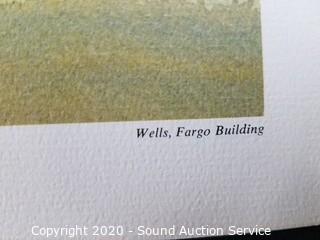 Wells, Fargo Building
Copyright 2020 - Sound Auction Service